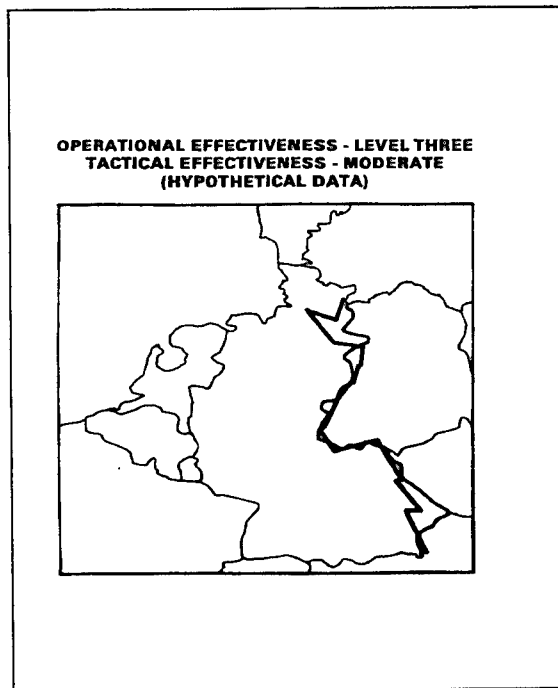 OPERATIONAL EFFECTIVENESS - LEVEL THREE
TACTICAL EFFECTIVENESS - MODERATE
(HYPOTHETICAL DATA)